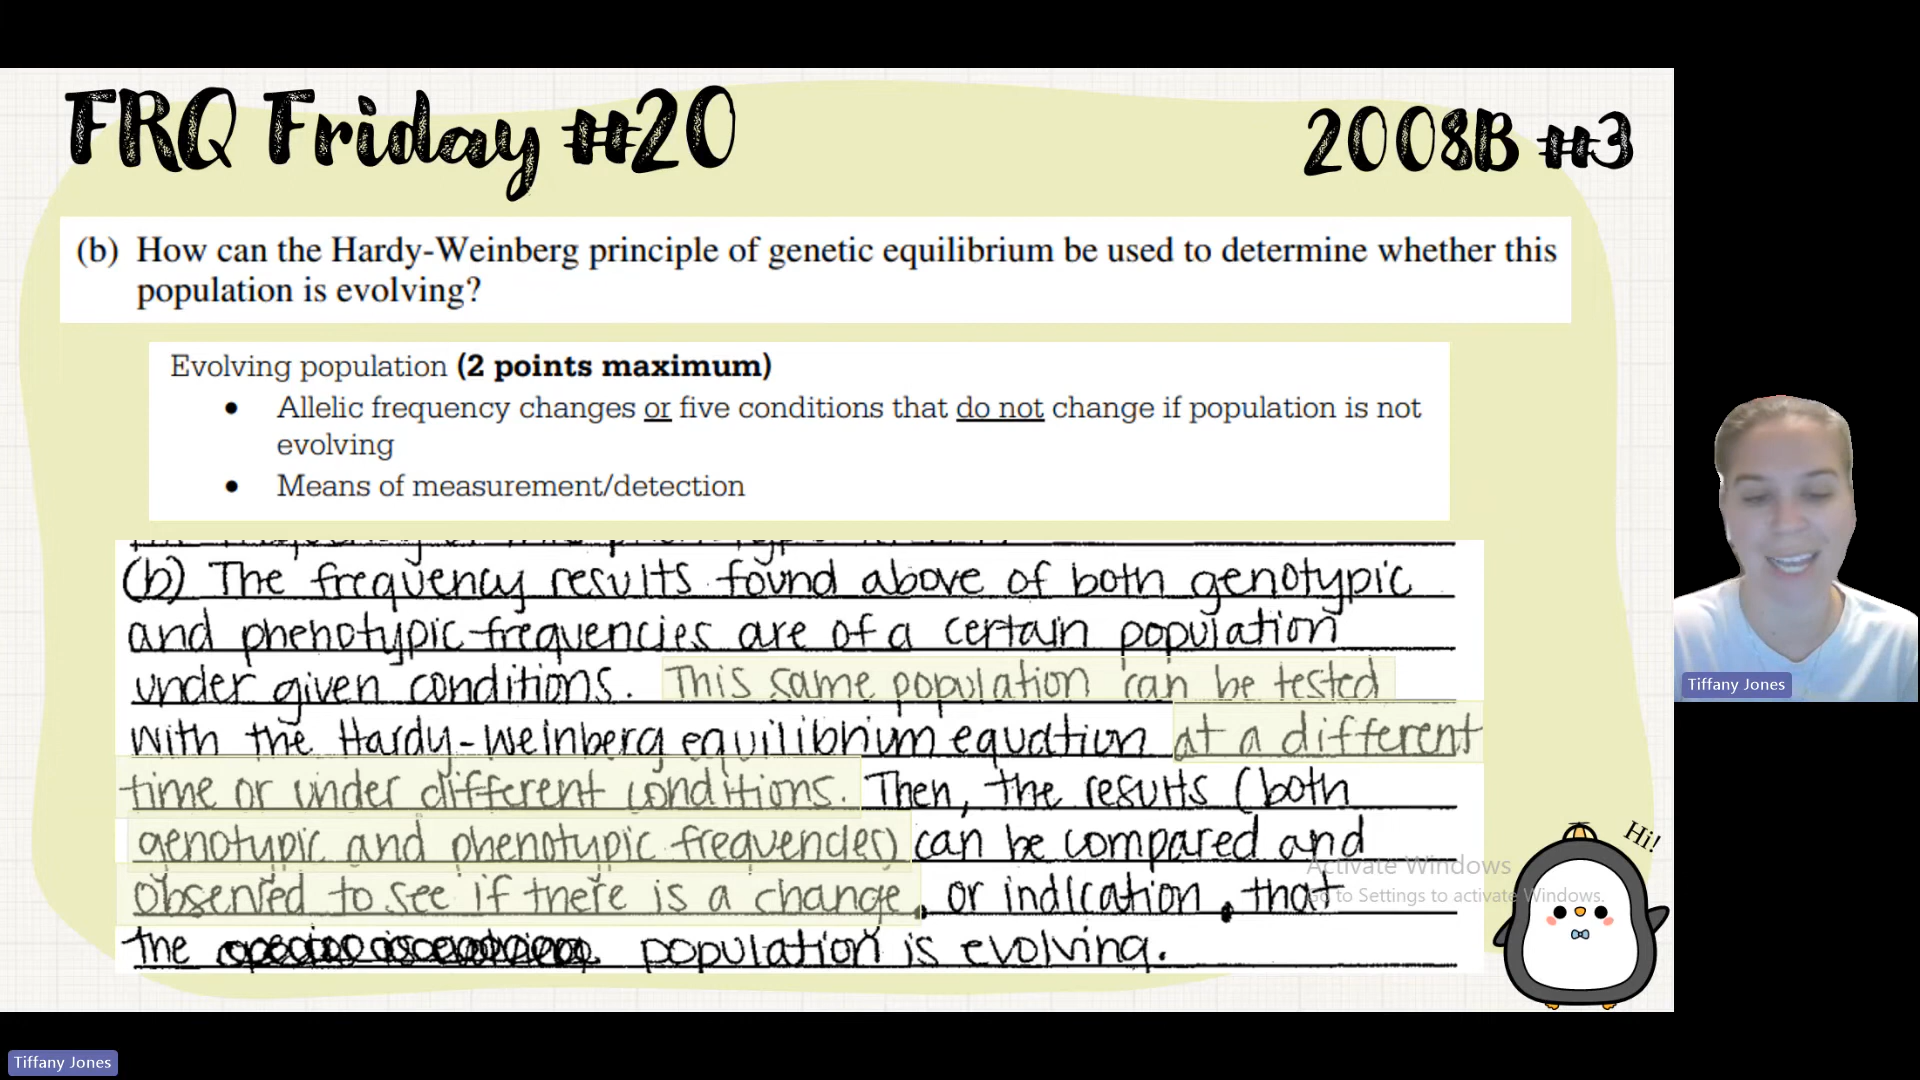 FRQ Friday #20
2008B #3
(b) How can the Hardy-Weinberg principle of genetic equilibrium be used to determine whether this
population is evolving?
Evolving population (2 points maximum)
• Allelic frequency changes or five conditions that do not change if population is not
evolving
• Means of measurement/detection
(b) The frequency results found above of both genotypic
and phenotypic frequencies are of a certain population
under given conditions. This same population can be tested
with the Hardy-Weinberg equilibrium equation at a different
time or under different conditions. Then, the results (both
genotypic and phenotypic frequencies) can be compared and
observed to see if there is a change, or indication, that
the population is evolving.
Hi!
Activate Windows
Go to Settings to activate Windows.
Tiffany Jones
Tiffany Jones